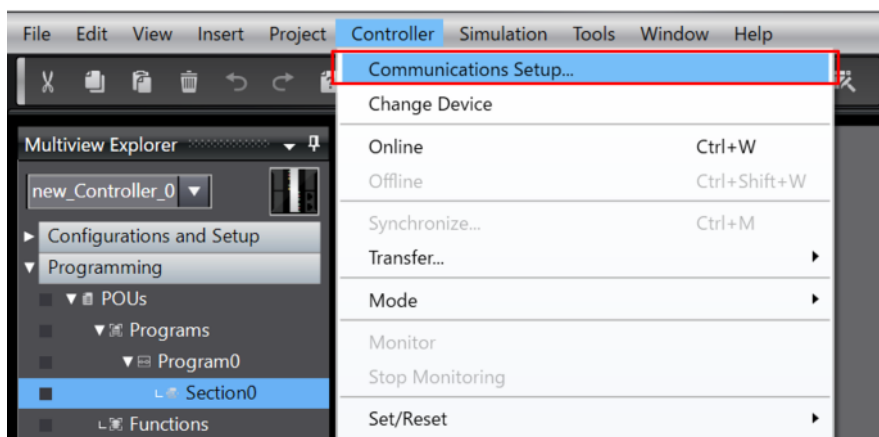 File Edit View Insert Project Controller Simulation Tools Window Help
Communications Setup...
Change Device
Multiview Explorer
Online Ctrl+W
new_Controller_0
Offline Ctrl+Shift+W
Configurations and Setup
Synchronize... Ctrl+M
Programming
Transfer...
POUs
Mode
Programs
Monitor
Program0
Stop Monitoring
Section0
Functions
Set/Reset